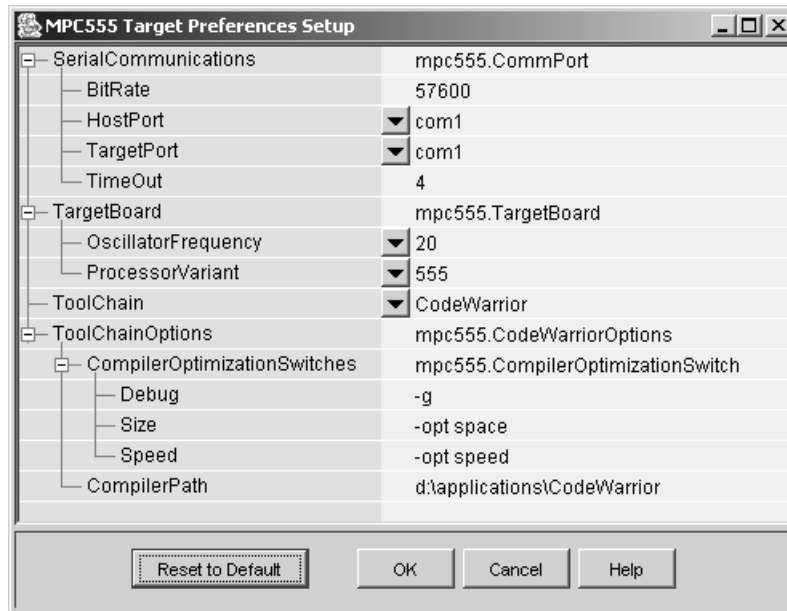 MPC555 Target Preferences Setup
SerialCommunications mpc555.CommPort
BitRate 57600
HostPort com1
TargetPort com1
TimeOut 4
TargetBoard mpc555.TargetBoard
OscillatorFrequency 20
ProcessorVariant 555
ToolChain CodeWarrior
ToolChainOptions mpc555.CodeWarriorOptions
CompilerOptimizationSwitches mpc555.CompilerOptimizationSwitch
Debug -g
Size -opt space
Speed -opt speed
CompilerPath d:\applications\CodeWarrior
Reset to Default OK Cancel Help